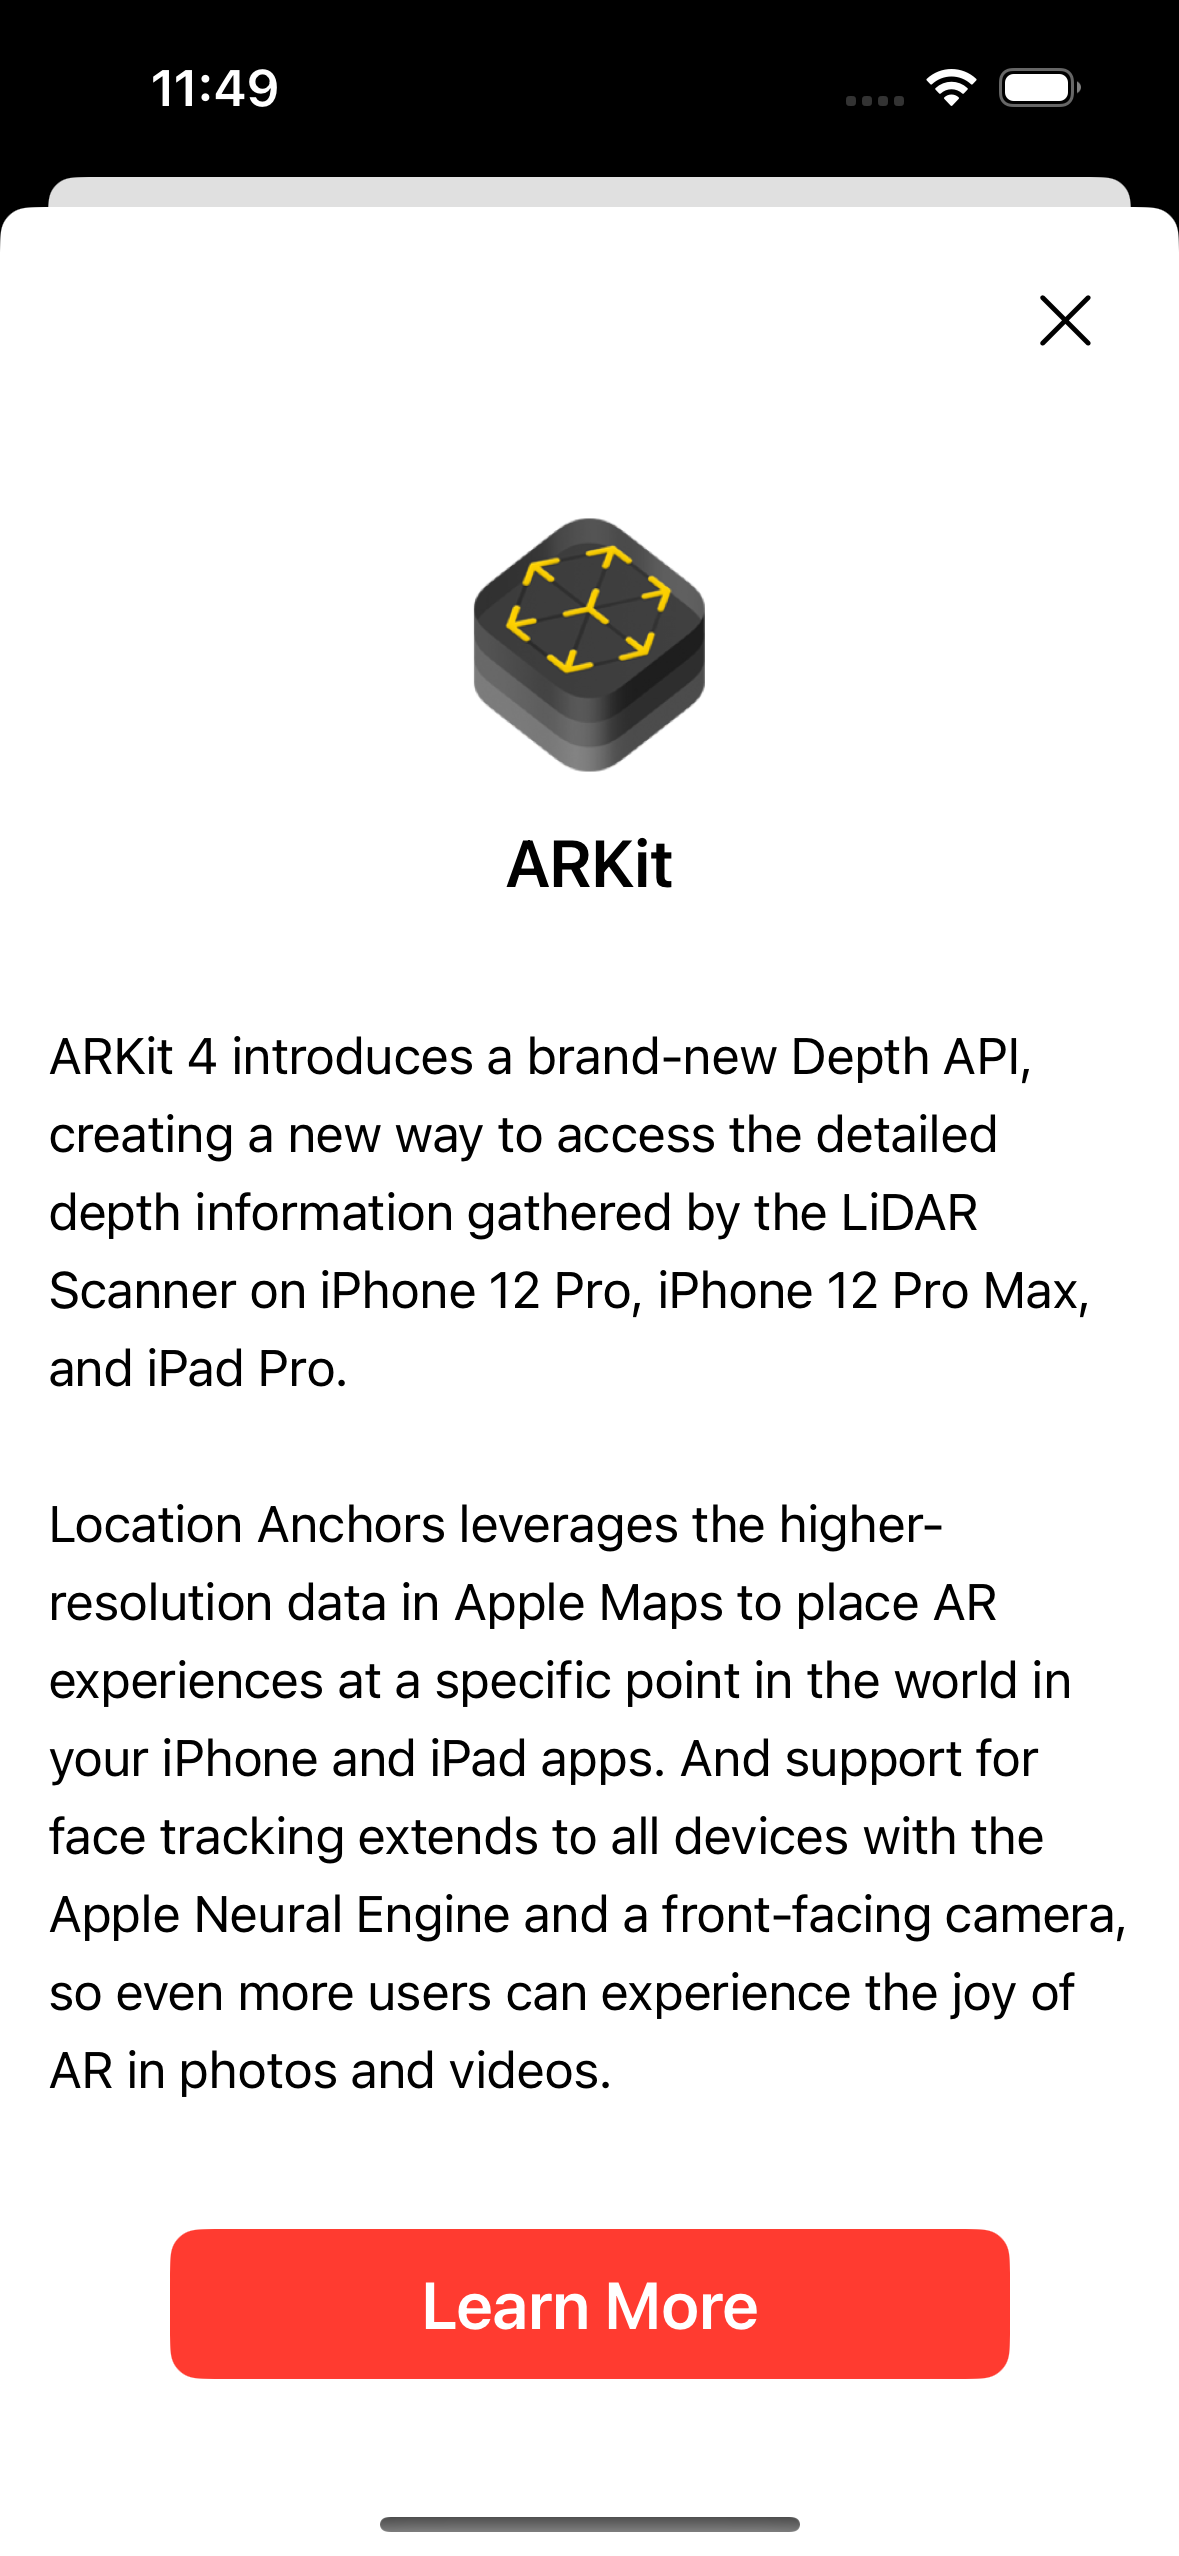 11:49
ARKit
ARKit 4 introduces a brand-new Depth API,
creating a new way to access the detailed
depth information gathered by the LiDAR
Scanner on iPhone 12 Pro, iPhone 12 Pro Max,
and iPad Pro.
Location Anchors leverages the higher-
resolution data in Apple Maps to place AR
experiences at a specific point in the world in
your iPhone and iPad apps. And support for
face tracking extends to all devices with the
Apple Neural Engine and a front-facing camera,
so even more users can experience the joy of
AR in photos and videos.
Learn More